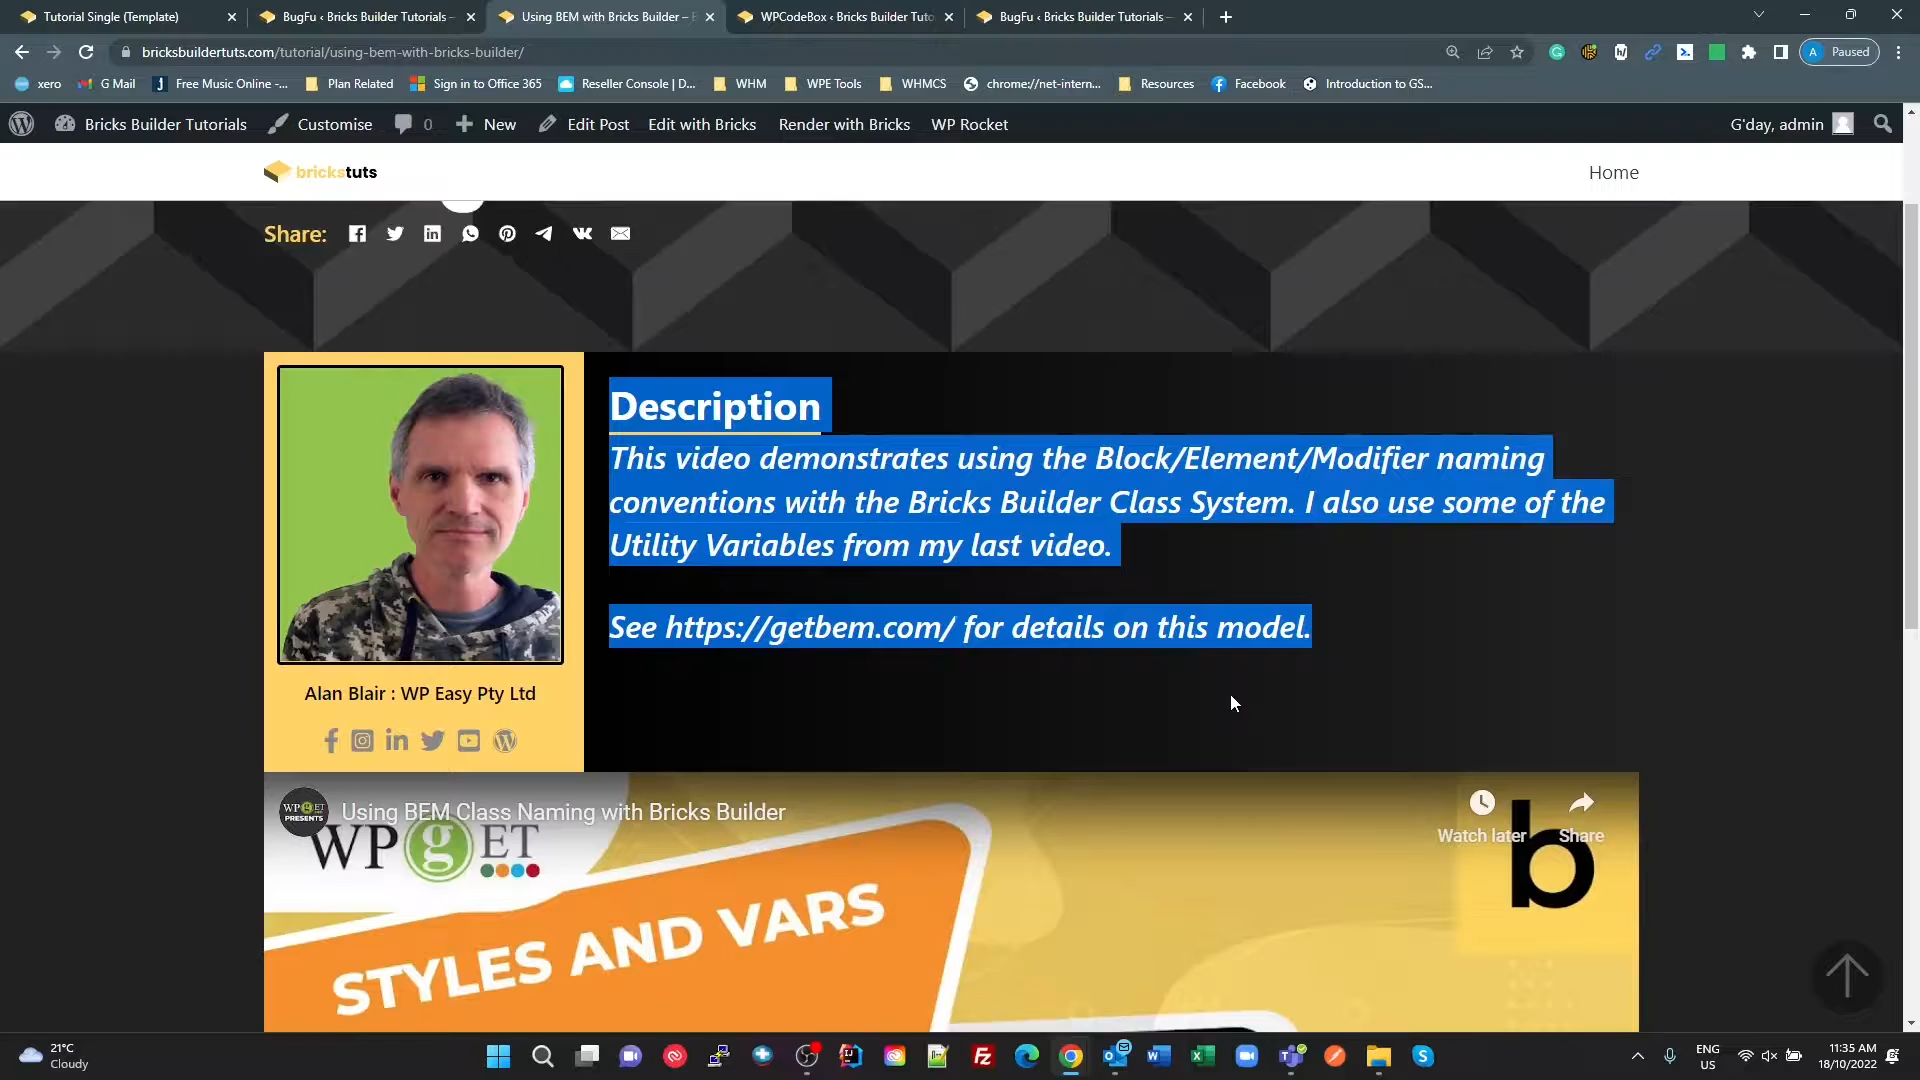 Tutorial Single (Template)
BugFu ‹ Bricks Builder Tutorials —
Using BEM with Bricks Builder – B
WPCodeBox ‹ Bricks Builder Tuto
BugFu ‹ Bricks Builder Tutorials —
bricksbuildertuts.com/tutorial/using-bem-with-bricks-builder/
A Paused
xero
G Mail
Free Music Online -...
Plan Related
Sign in to Office 365
Reseller Console | D...
WHM
WPE Tools
WHMCS
chrome://net-intern...
Resources
Facebook
Introduction to GS...
Bricks Builder Tutorials
Customise
0
New
Edit Post
Edit with Bricks
Render with Bricks
WP Rocket
G'day, admin
brickstuts
Home
Share:
Description
This video demonstrates using the Block/Element/Modifier naming
conventions with the Bricks Builder Class System. I also use some of the
Utility Variables from my last video.
See https://getbem.com/ for details on this model.
Alan Blair : WP Easy Pty Ltd
WPgET
PRESENTS
Using BEM Class Naming with Bricks Builder
Watch later
Share
WPgET
b
STYLES AND VARS
21°C
Cloudy
ENG
US
11:35 AM
18/10/2022